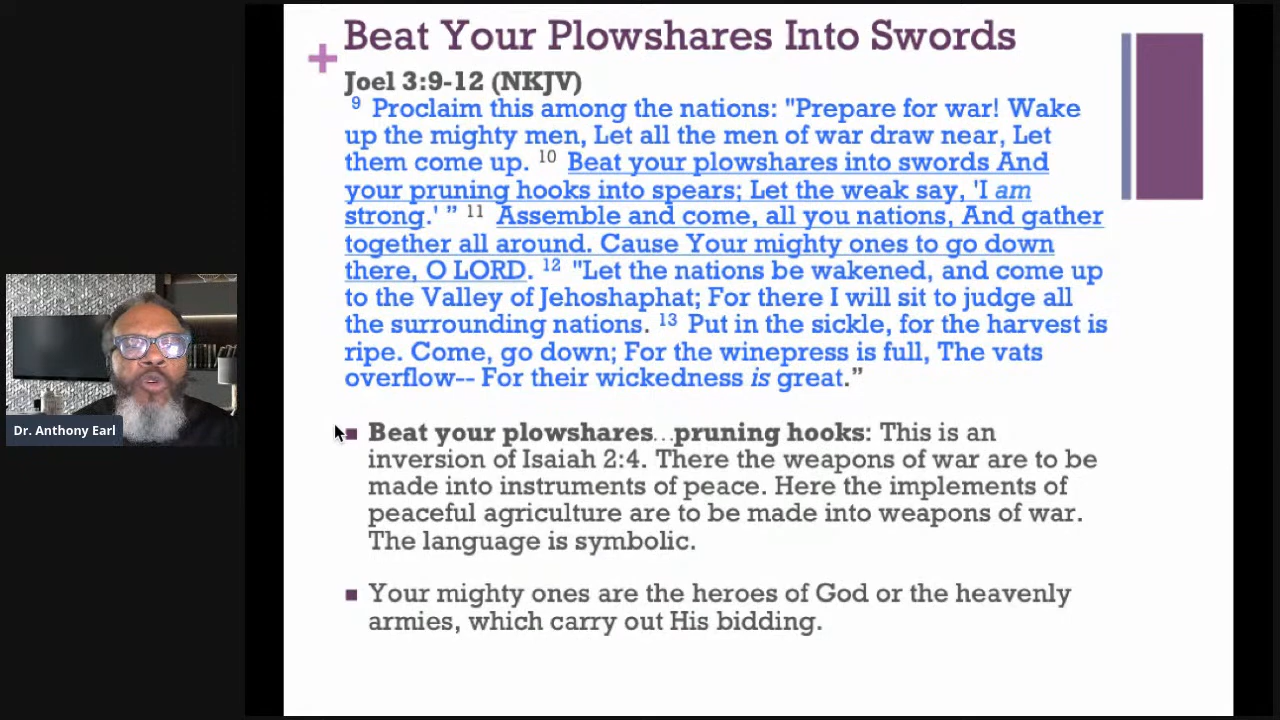 + Beat Your Plowshares Into Swords
Joel 3:9-12 (NKJV)
9 Proclaim this among the nations: "Prepare for war! Wake
up the mighty men, Let all the men of war draw near, Let
them come up. 10 Beat your plowshares into swords And
your pruning hooks into spears; Let the weak say, 'I am
strong.' ” 11 Assemble and come, all you nations, And gather
together all around. Cause Your mighty ones to go down
there, O LORD. 12 "Let the nations be wakened, and come up
to the Valley of Jehoshaphat; For there I will sit to judge all
the surrounding nations. 13 Put in the sickle, for the harvest is
ripe. Come, go down; For the winepress is full, The vats
overflow-- For their wickedness is great.”
■ Beat your plowshares…pruning hooks: This is an
inversion of Isaiah 2:4. There the weapons of war are to be
made into instruments of peace. Here the implements of
peaceful agriculture are to be made into weapons of war.
The language is symbolic.
■ Your mighty ones are the heroes of God or the heavenly
armies, which carry out His bidding.
Dr. Anthony Earl